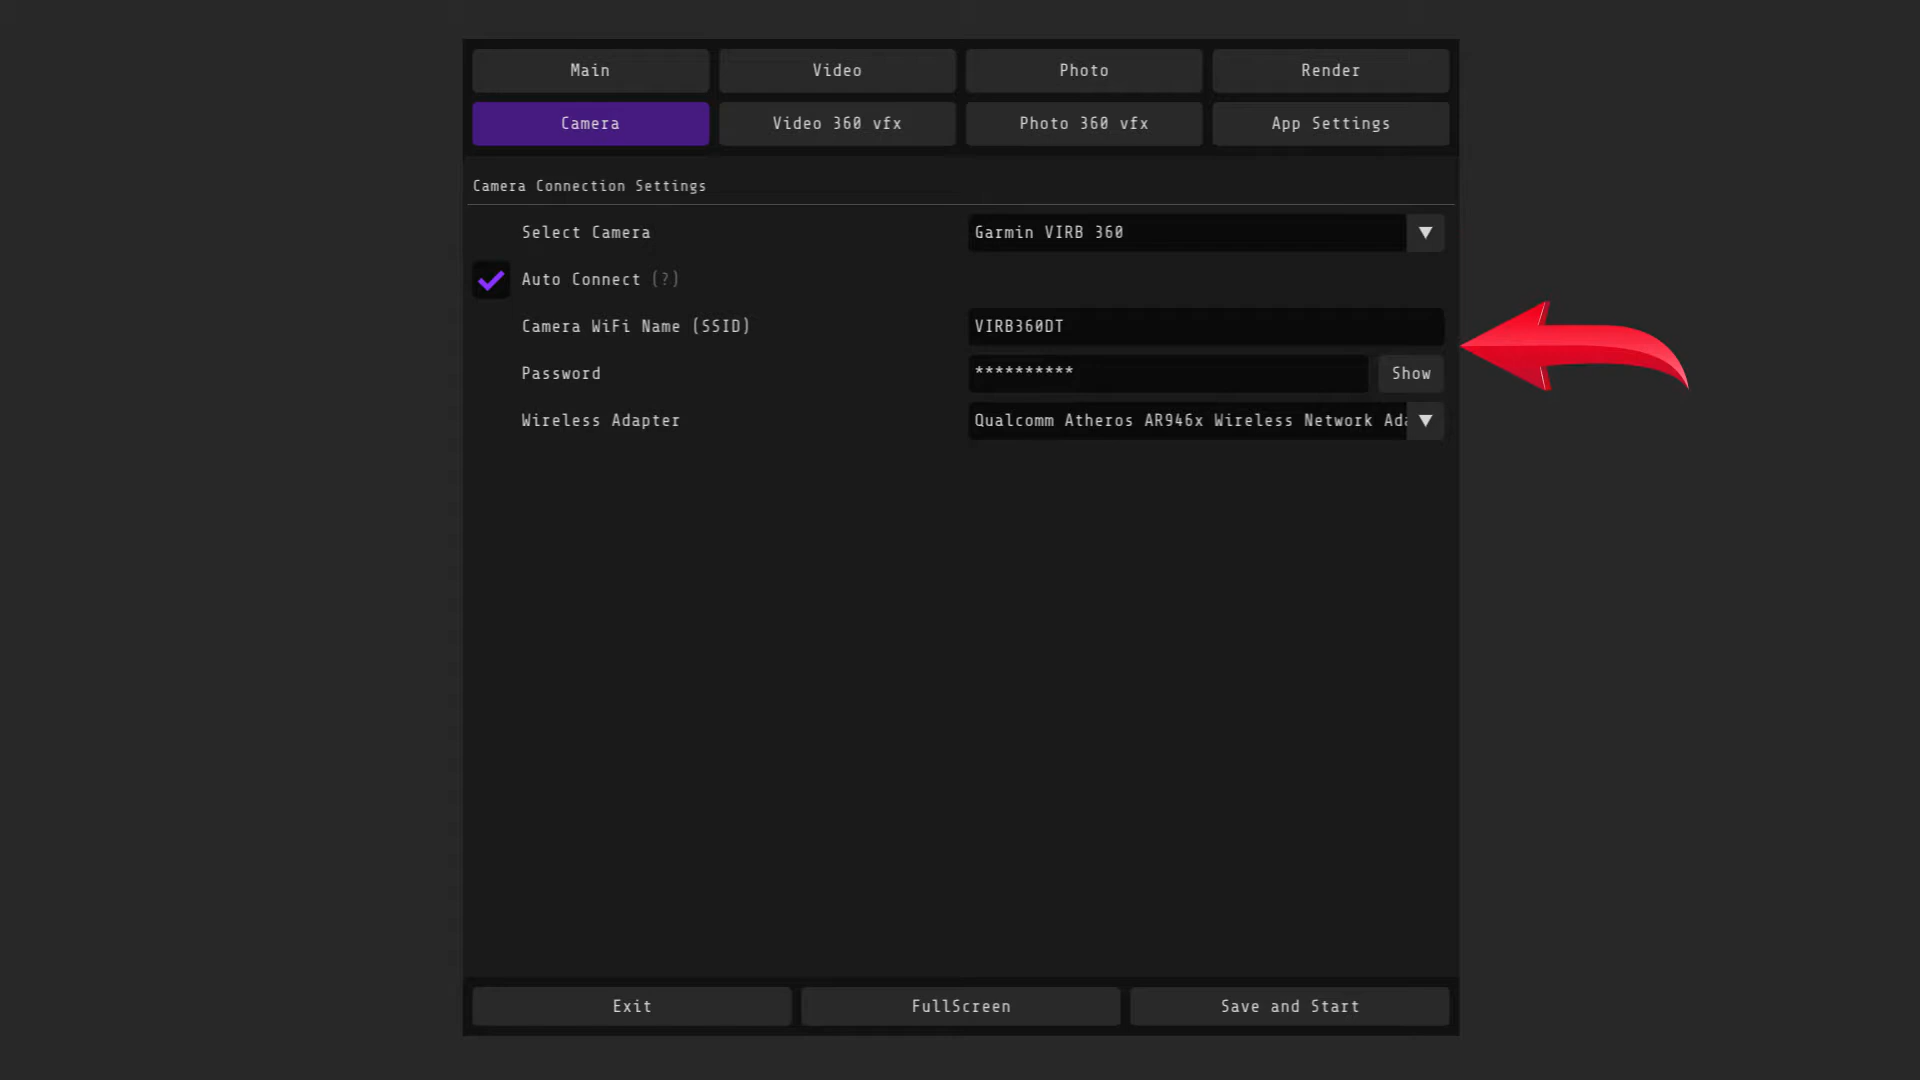 Main Video Photo Render
Camera Video 360 vfx Photo 360 vfx App Settings
Camera Connection Settings
Select Camera Garmin VIRB 360
Auto Connect (?)
Camera WiFi Name (SSID) VIRB360DT
Password ********** Show
Wireless Adapter Qualcomm Atheros AR946x Wireless Network Ada
Exit FullScreen Save and Start